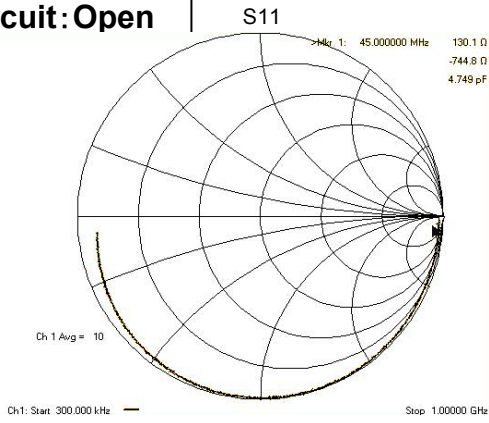 cuit:Open
S11
>Mkr 1: 45.000000 MHz 130.1 Ω
-744.8 Ω
4.749 pF
Ch 1 Avg = 10
Ch1: Start 300.000 kHz
Stop 1.00000 GHz